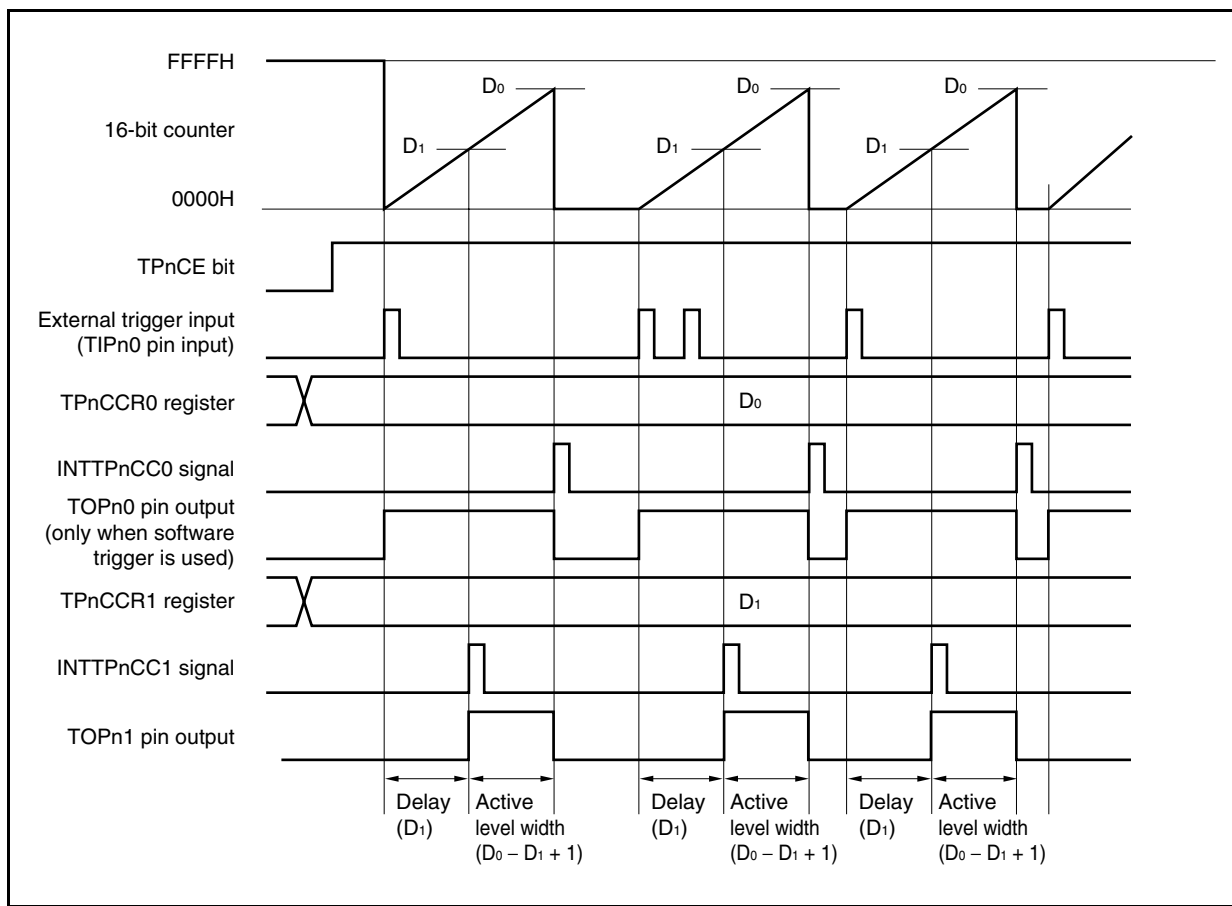 FFFFH
D0
D0
D0
16-bit counter
D1
D1
D1
0000H
TPnCE bit
External trigger input
(TIPn0 pin input)
TPnCCR0 register
D0
INTTPnCC0 signal
TOPn0 pin output
(only when software
trigger is used)
TPnCCR1 register
D1
INTTPnCC1 signal
TOPn1 pin output
Delay
(D1)
Active
level width
(D0 – D1 + 1)
Delay
(D1)
Active
level width
(D0 – D1 + 1)
Delay
(D1)
Active
level width
(D0 – D1 + 1)